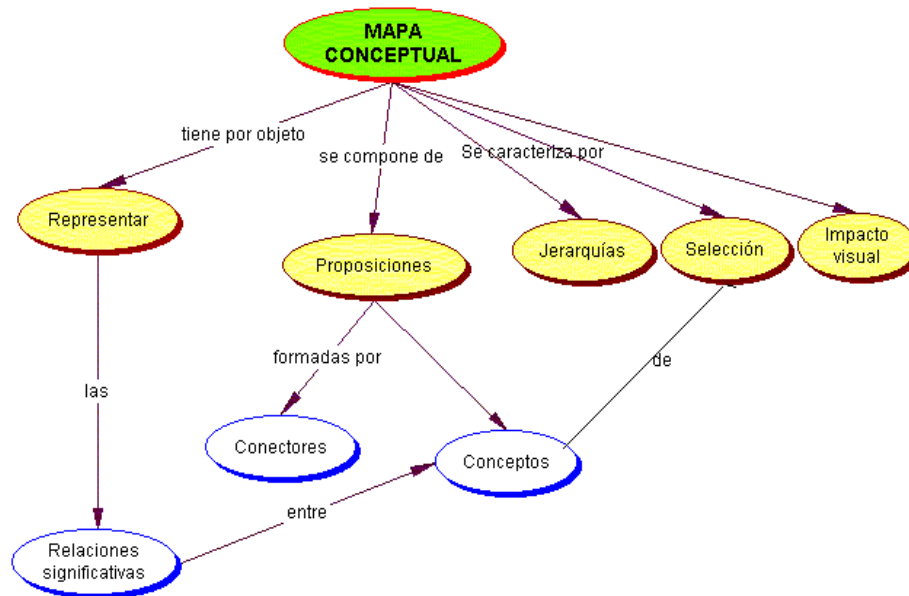 MAPA
CONCEPTUAL
tiene por objeto
se compone de
Se caracteriza por
Representar
Proposiciones
Jerarquías
Selección
Impacto
visual
formadas por
de
las
Conectores
Conceptos
entre
Relaciones
significativas